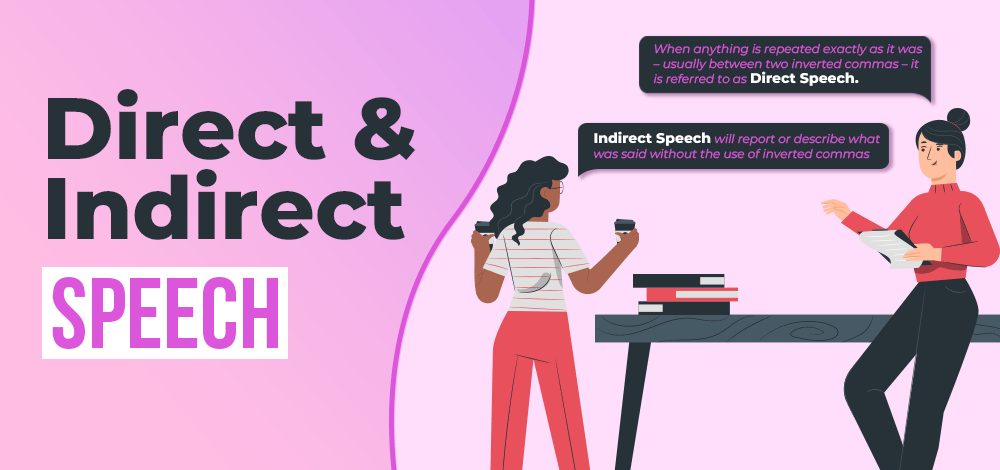 Direct &
Indirect
SPEECH
When anything is repeated exactly as it was
– usually between two inverted commas – it
is referred to as Direct Speech.
Indirect Speech will report or describe what
was said without the use of inverted commas